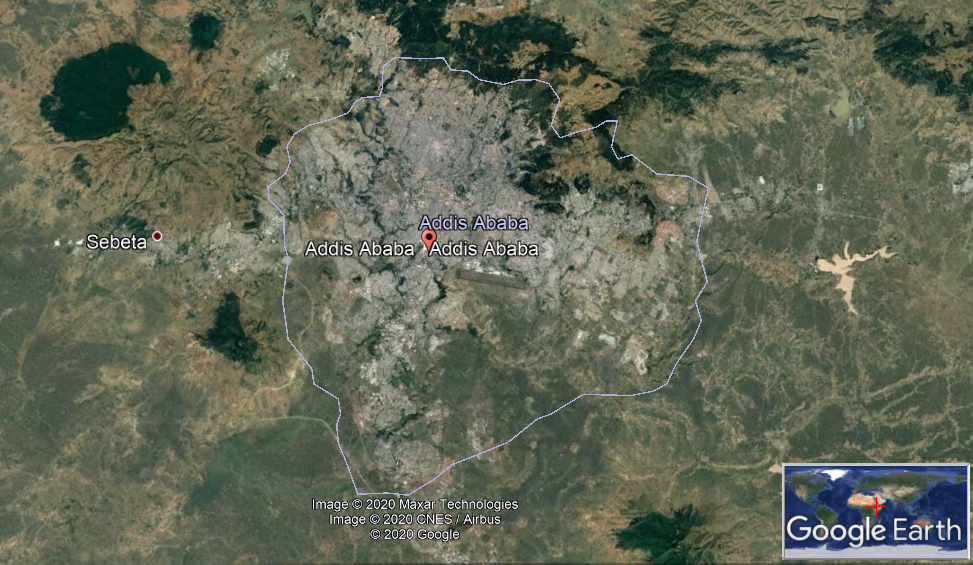 Addis Ababa
Sebeta
Addis Ababa
Addis Ababa
Image © 2020 Maxar Technologies
Image © 2020 CNES / Airbus
© 2020 Google
Google Earth